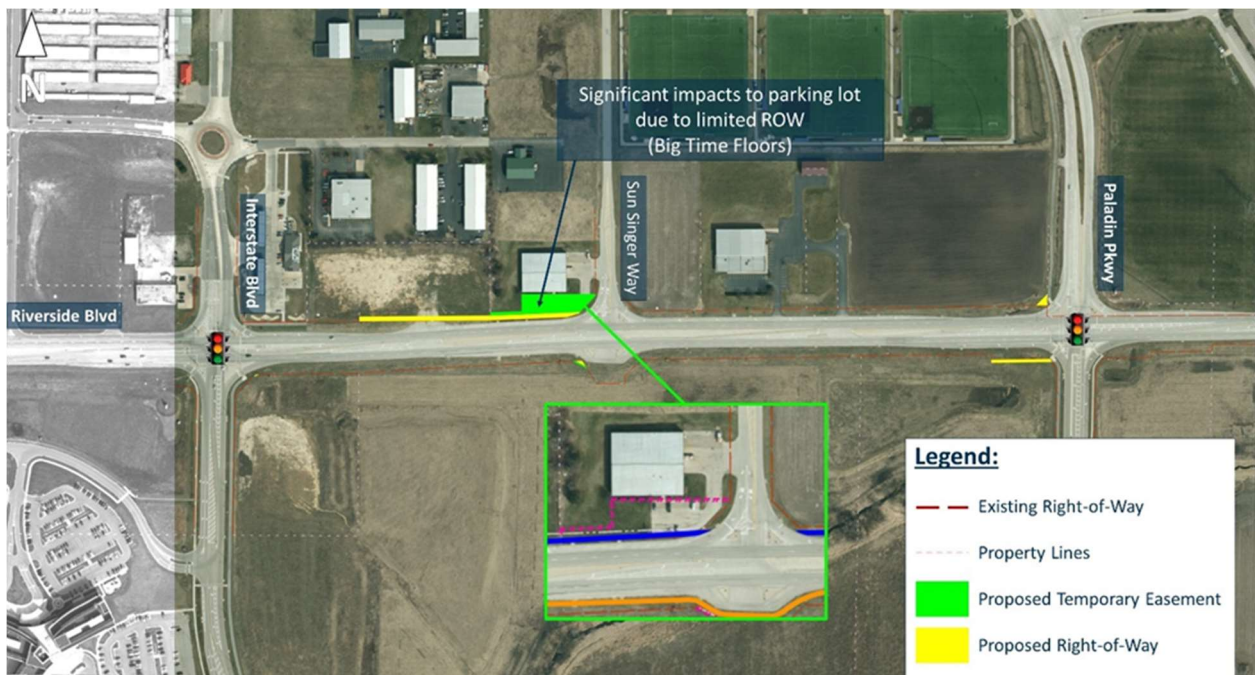 N
Significant impacts to parking lot
due to limited ROW
(Big Time Floors)
Interstate Blvd
Sun Singer Way
Paladin Pkwy
Riverside Blvd
Legend:
Existing Right-of-Way
Property Lines
Proposed Temporary Easement
Proposed Right-of-Way